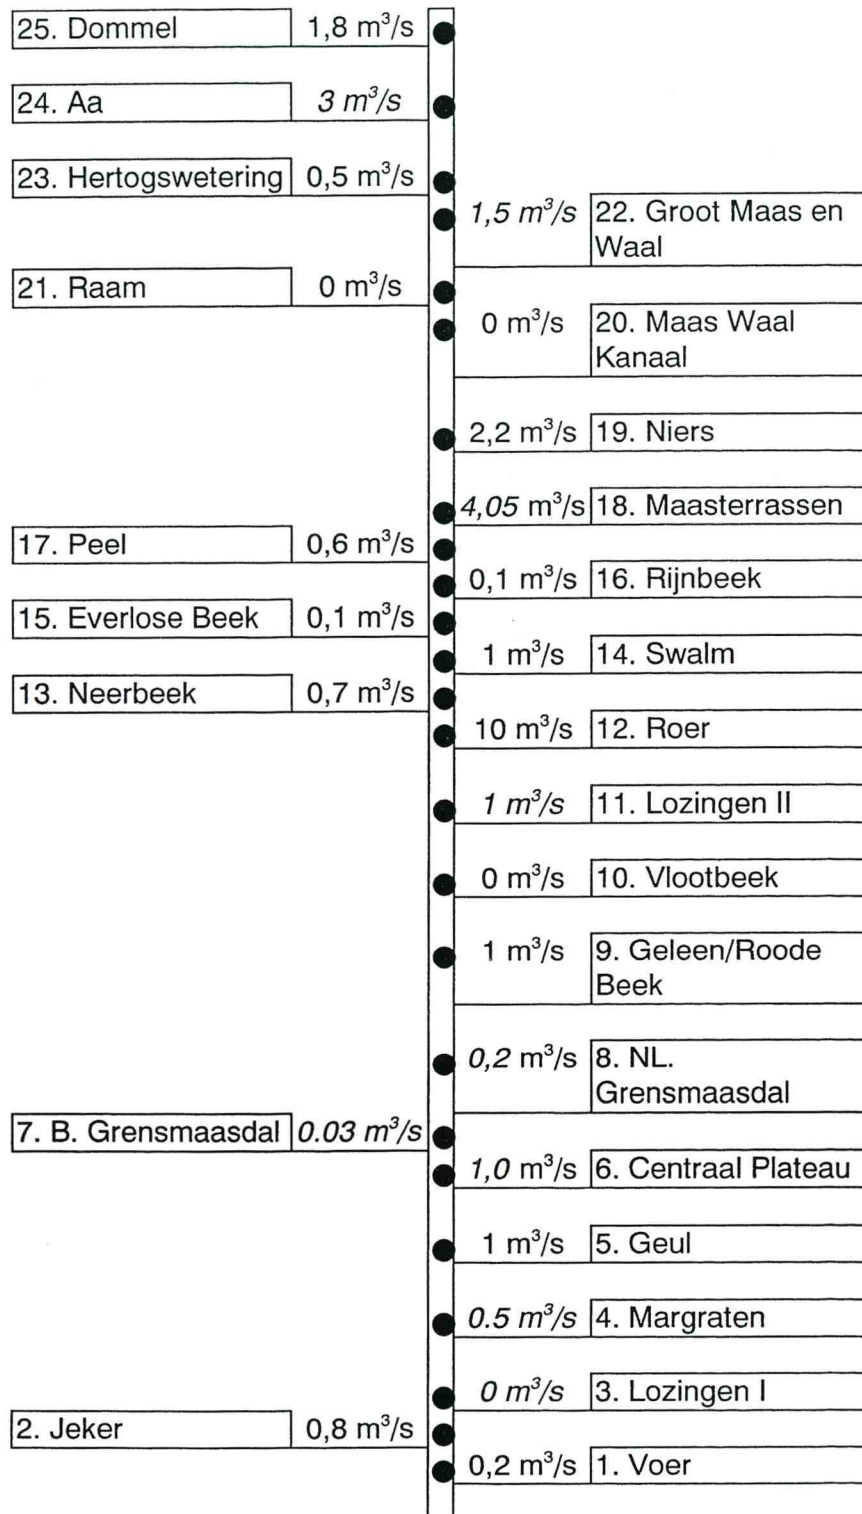 25. Dommel 1,8 m³/s
24. Aa 3 m³/s
23. Hertogswetering 0,5 m³/s
1,5 m³/s 22. Groot Maas en
Waal
21. Raam 0 m³/s
0 m³/s 20. Maas Waal
Kanaal
2,2 m³/s 19. Niers
4,05 m³/s 18. Maasterrassen
17. Peel 0,6 m³/s
0,1 m³/s 16. Rijnbeek
15. Everlose Beek 0,1 m³/s
1 m³/s 14. Swalm
13. Neerbeek 0,7 m³/s
10 m³/s 12. Roer
1 m³/s 11. Lozingen II
0 m³/s 10. Vlootbeek
1 m³/s 9. Geleen/Roode
Beek
0,2 m³/s 8. NL.
Grensmaasdal
7. B. Grensmaasdal 0.03 m³/s
1,0 m³/s 6. Centraal Plateau
1 m³/s 5. Geul
0.5 m³/s 4. Margraten
0 m³/s 3. Lozingen I
2. Jeker 0,8 m³/s
0,2 m³/s 1. Voer